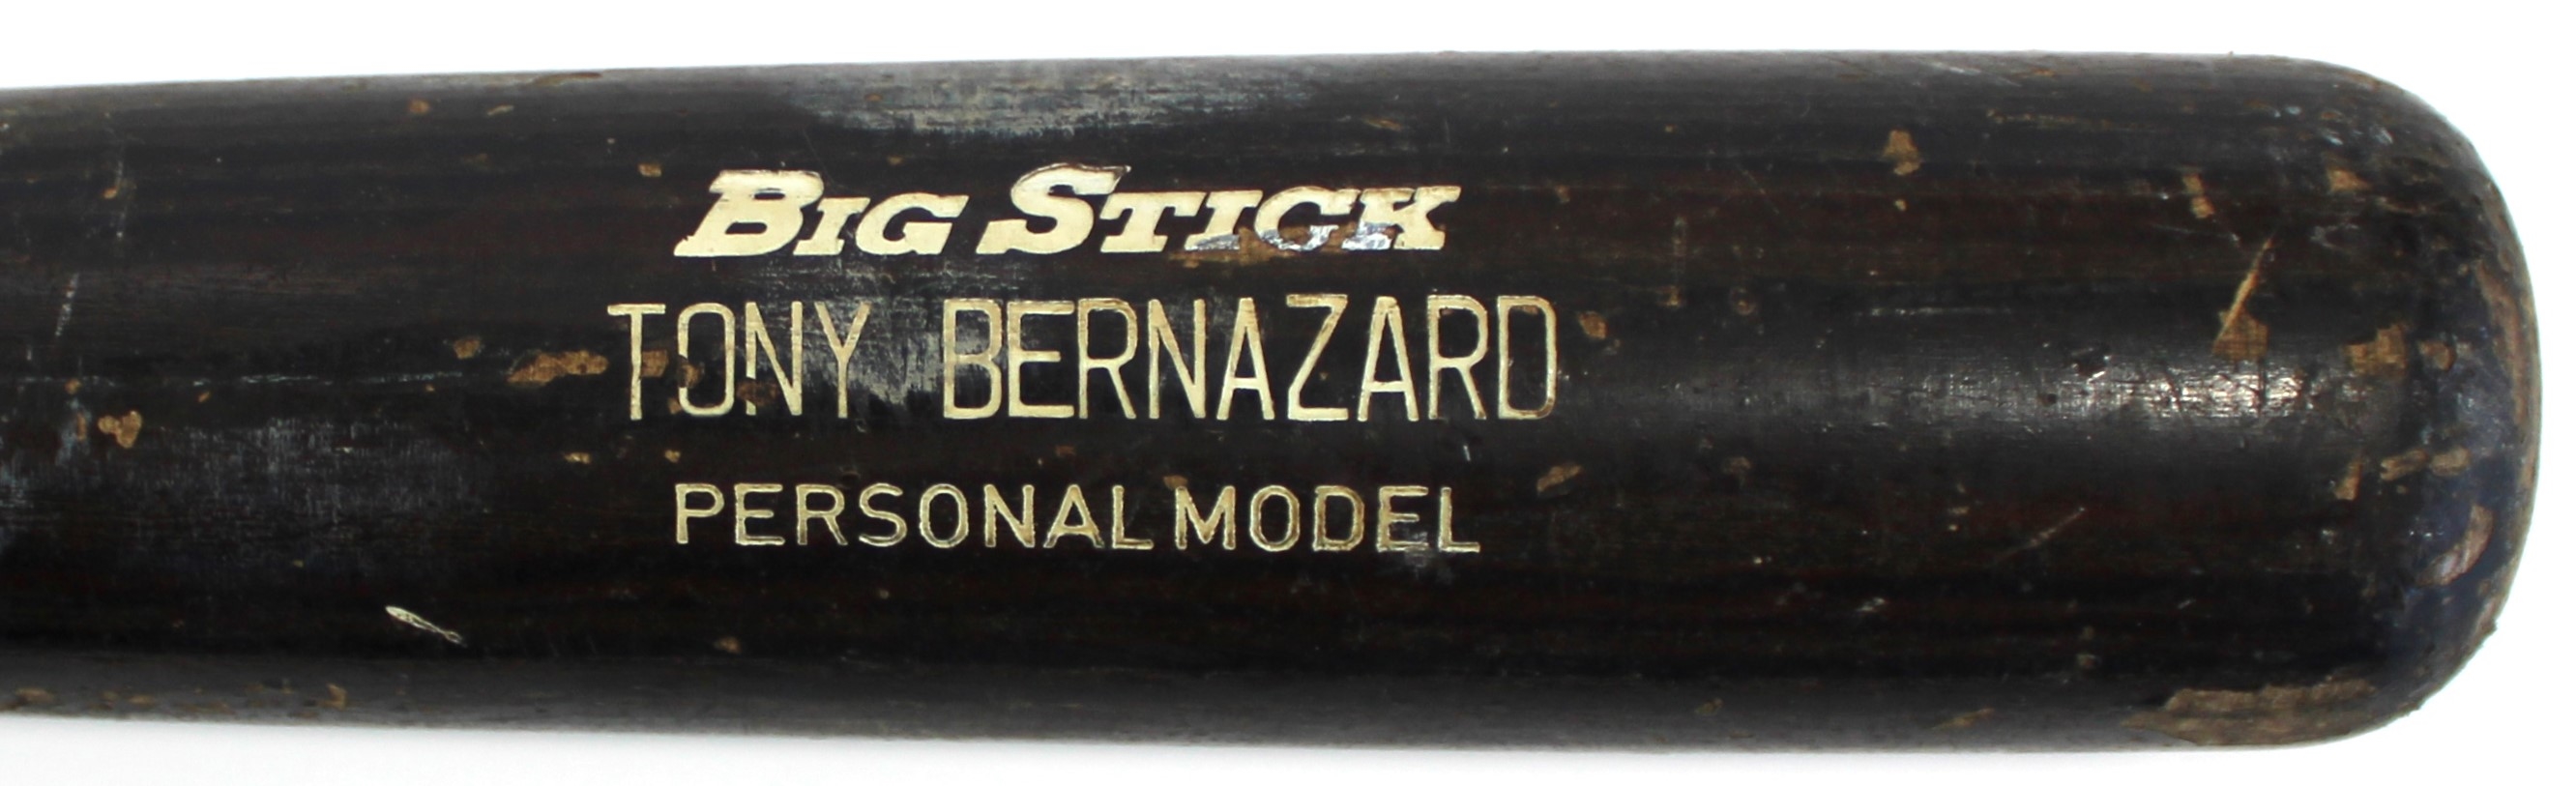 BIG STICK
TONY BERNAZARD
PERSONAL MODEL